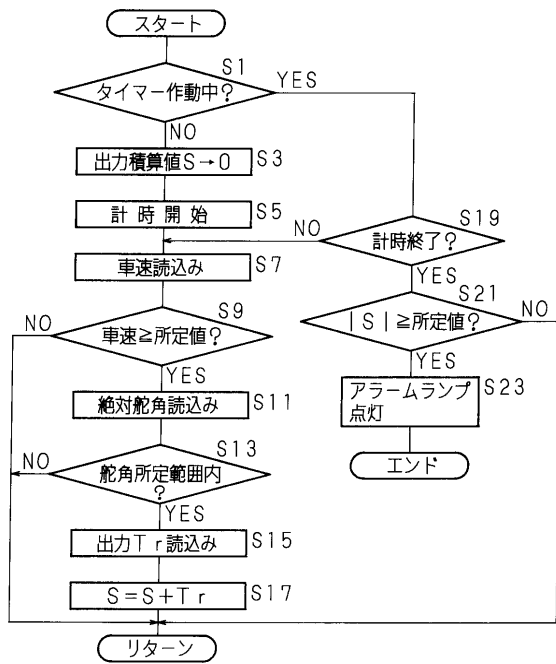 スタート
S1
タイマー作動中?
YES
NO
出力積算値S→0
S3
計時開始
S5
S19
NO
計時終了?
車速読込み
S7
YES
S21
S9
NO
車速≧所定値?
|S|≧所定値?
NO
YES
YES
絶対舵角読込み
S11
アラームランプ
点灯
S23
S13
NO
舵角所定範囲内
?
エンド
YES
出力Tr読込み
S15
S=S+Tr
S17
リターン